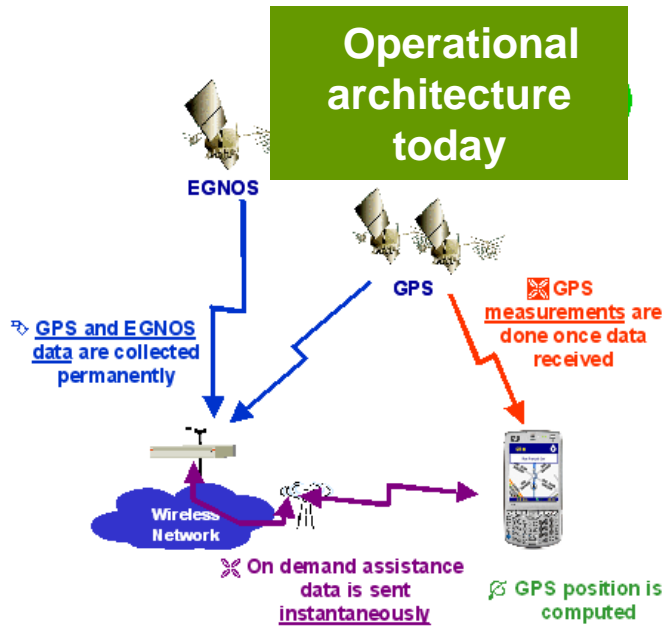 Operational
architecture
today
EGNOS
GPS
GPS and EGNOS
data are collected
permanently
GPS
measurements are
done once data
received
Wireless
Network
On demand assistance
data is sent
instantaneously
GPS position is
computed